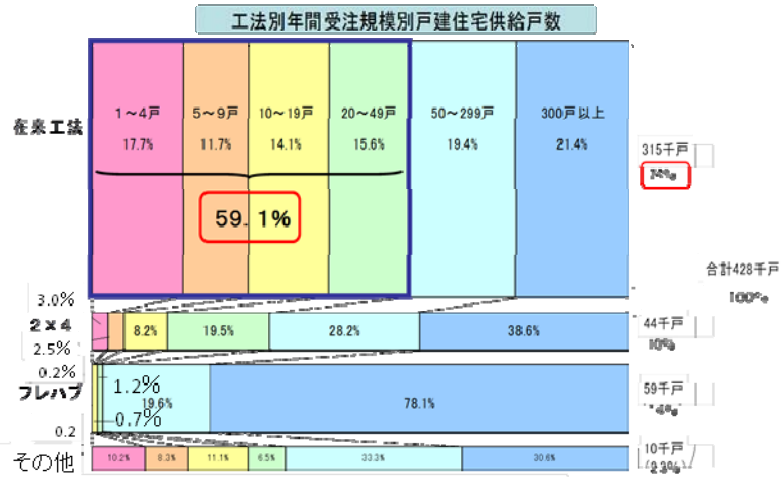 工法別年間受注規模別戸建住宅供給戸数
在来工法
1～4戸 5～9戸 10～19戸 20～49戸 50～299戸 300戸以上
17.7% 11.7% 14.1% 15.6% 19.4% 21.4%
59.1%
315千戸
合計428千戸
100%
3.0%
2×4
2.5%
8.2% 19.5% 28.2% 38.6%
44千戸
10%
0.2%
プレハブ
0.2
1.2%
0.7%
19.6% 78.1%
59千戸
その他
10.2% 8.3% 11.1% 6.5% 33.3% 30.6%
10千戸